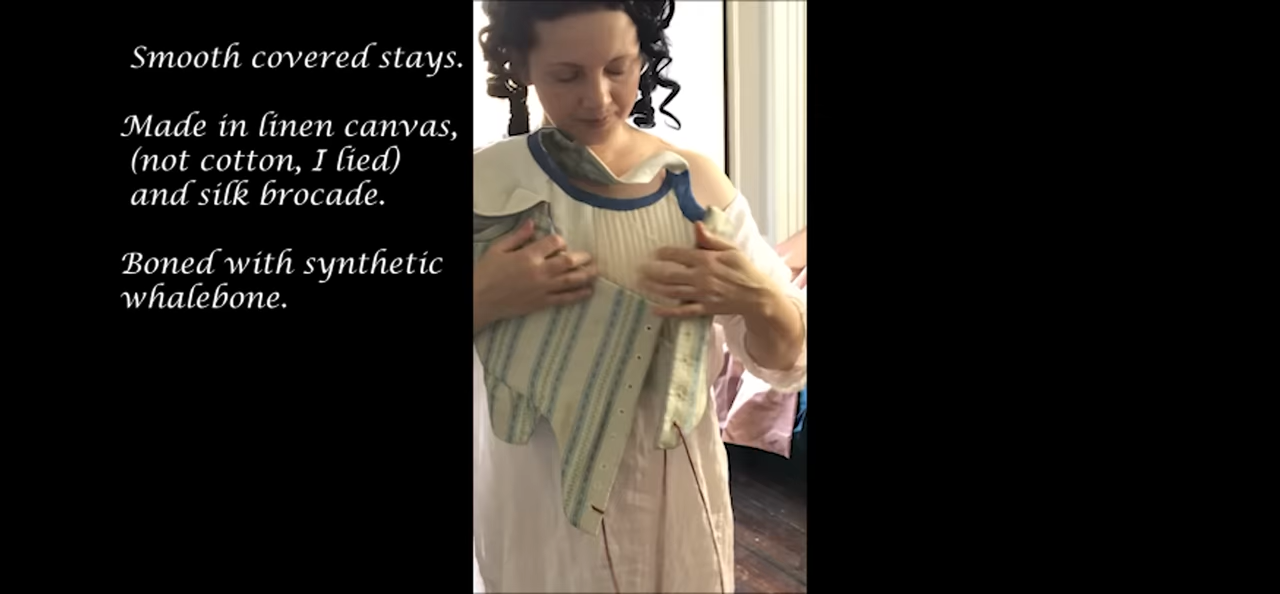 Smooth covered stays.
Made in linen canvas,
(not cotton, I lied)
and silk brocade.
Boned with synthetic
whalebone.